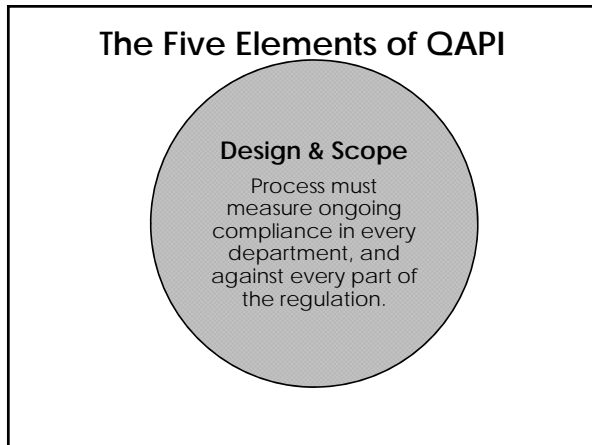 The Five Elements of QAPI
Design & Scope
Process must
measure ongoing
compliance in every
department, and
against every part of
the regulation.